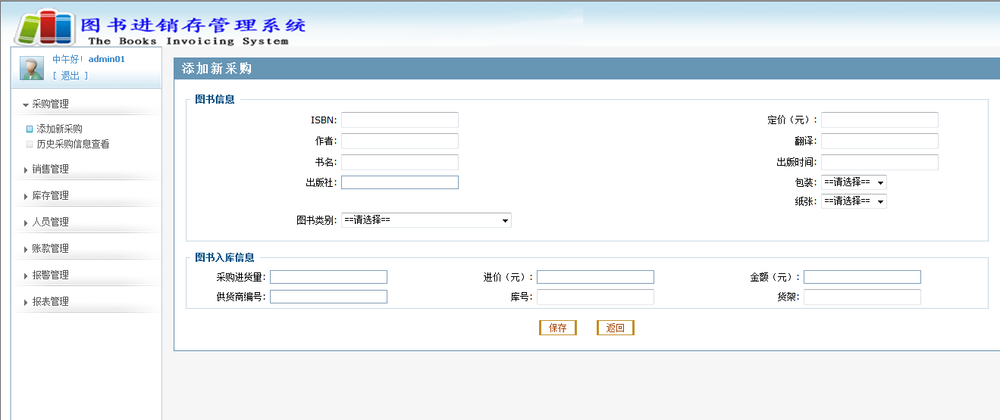 图书进销存管理系统
The Books Invoicing System
中午好! admin01
[ 退出 ]
采购管理
添加新采购
历史采购信息查看
销售管理
库存管理
人员管理
账款管理
报警管理
报表管理
添加新采购
图书信息
ISBN: 定价（元）:
作者: 翻译:
书名: 出版时间:
出版社: 包装: ==请选择==
纸张: ==请选择==
图书类别: ==请选择==
图书入库信息
采购进货量: 进价（元）: 金额（元）:
供货商编号: 库号: 货架:
保存 返回